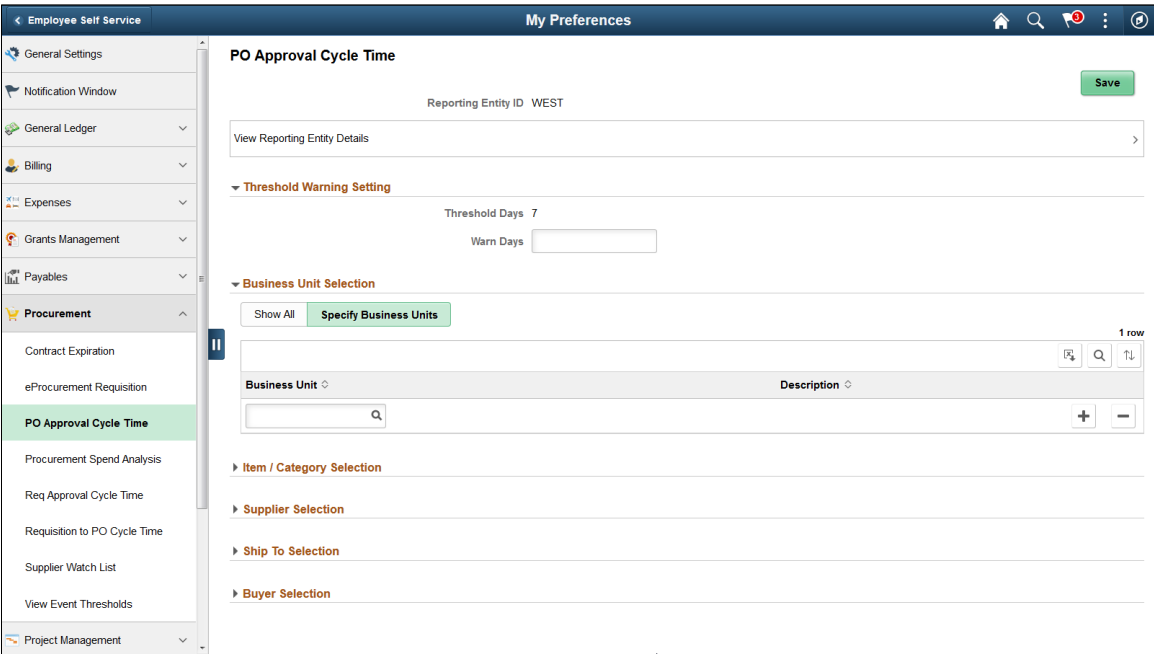 Employee Self Service
My Preferences
3
General Settings
Notification Window
General Ledger
Billing
Expenses
Grants Management
Payables
Procurement
Contract Expiration
eProcurement Requisition
PO Approval Cycle Time
Procurement Spend Analysis
Req Approval Cycle Time
Requisition to PO Cycle Time
Supplier Watch List
View Event Thresholds
Project Management
PO Approval Cycle Time
Save
Reporting Entity ID WEST
View Reporting Entity Details
Threshold Warning Setting
Threshold Days 7
Warn Days
Business Unit Selection
Show All Specify Business Units
1 row
Business Unit Description
Item / Category Selection
Supplier Selection
Ship To Selection
Buyer Selection